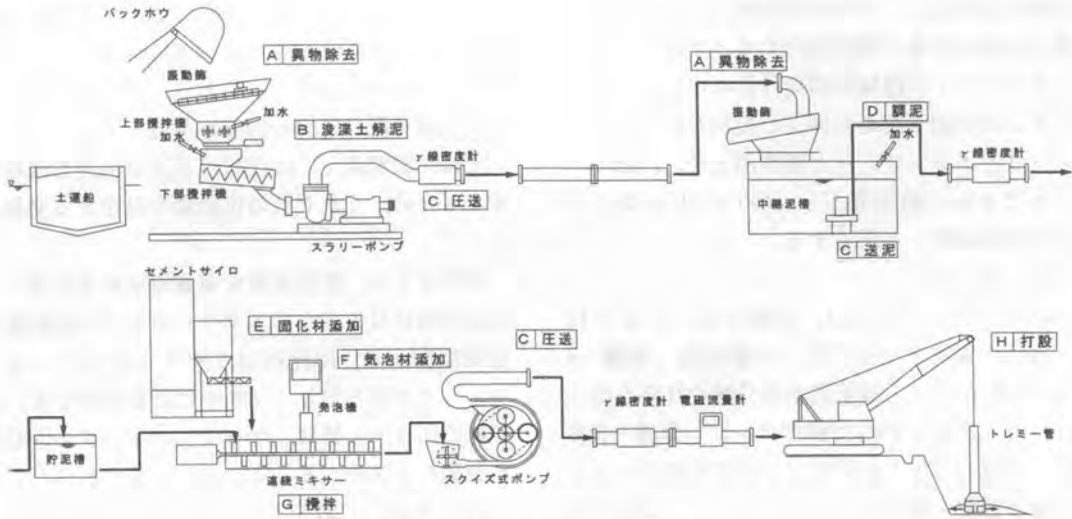 バックホウ
A 異物除去
振動篩
加水
上部攪拌機
加水
B 浚渫土解泥
γ線密度計
土運船
下部攪拌機
C 圧送
スラリーポンプ
A 異物除去
振動篩
D 調泥
加水
γ線密度計
中継泥槽
C 送泥
セメントサイロ
E 固化材添加
F 気泡材添加
C 圧送
H 打設
発泡機
γ線密度計 電磁流量計
トレミー管
貯泥槽
連続ミキサー
スクイズ式ポンプ
G 攪拌